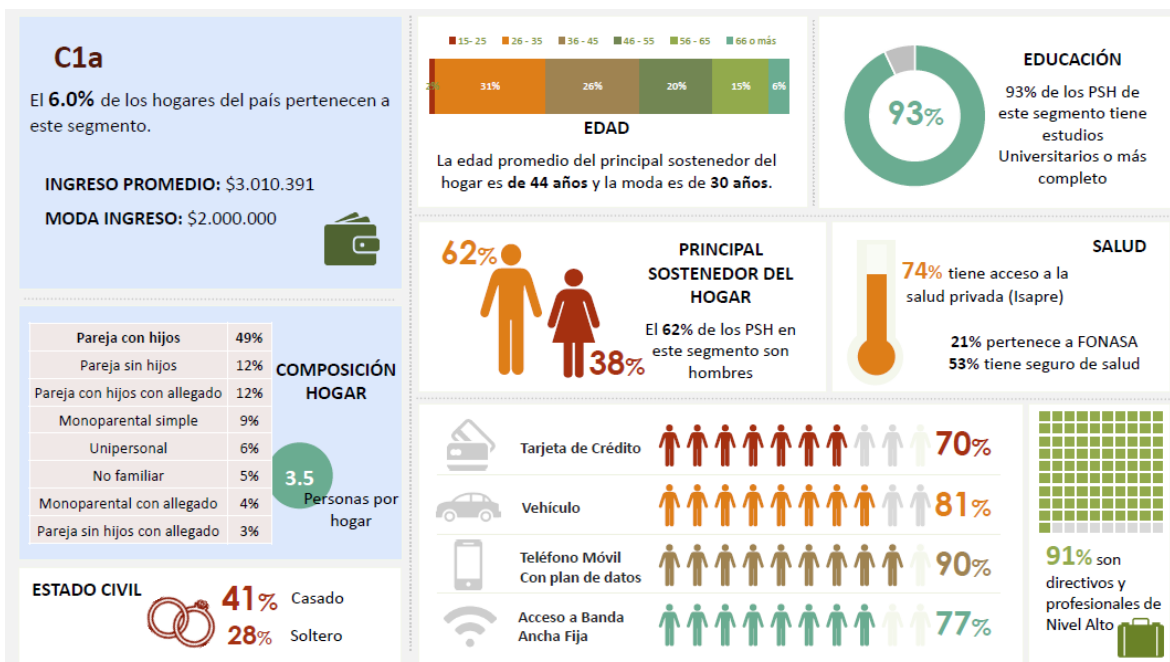 C1a
El 6.0% de los hogares del país pertenecen a
este segmento.
INGRESO PROMEDIO: $3.010.391
MODA INGRESO: $2.000.000
15- 25
26 - 35
36 - 45
46 - 55
56 - 65
66 o más
2%
31%
26%
20%
15%
6%
EDAD
La edad promedio del principal sostenedor del
hogar es de 44 años y la moda es de 30 años.
93%
EDUCACIÓN
93% de los PSH de
este segmento tiene
estudios
Universitarios o más
completo
62%
38%
PRINCIPAL
SOSTENEDOR DEL
HOGAR
El 62% de los PSH en
este segmento son
hombres
SALUD
74% tiene acceso a la
salud privada (Isapre)
21% pertenece a FONASA
53% tiene seguro de salud
Pareja con hijos 49%
Pareja sin hijos 12%
Pareja con hijos con allegado 12%
Monoparental simple 9%
Unipersonal 6%
No familiar 5%
Monoparental con allegado 4%
Pareja sin hijos con allegado 3%
COMPOSICIÓN
HOGAR
3.5
Personas por
hogar
ESTADO CIVIL
41% Casado
28% Soltero
Tarjeta de Crédito 70%
Vehículo 81%
Teléfono Móvil
Con plan de datos
90%
Acceso a Banda
Ancha Fija
77%
91% son
directivos y
profesionales de
Nivel Alto